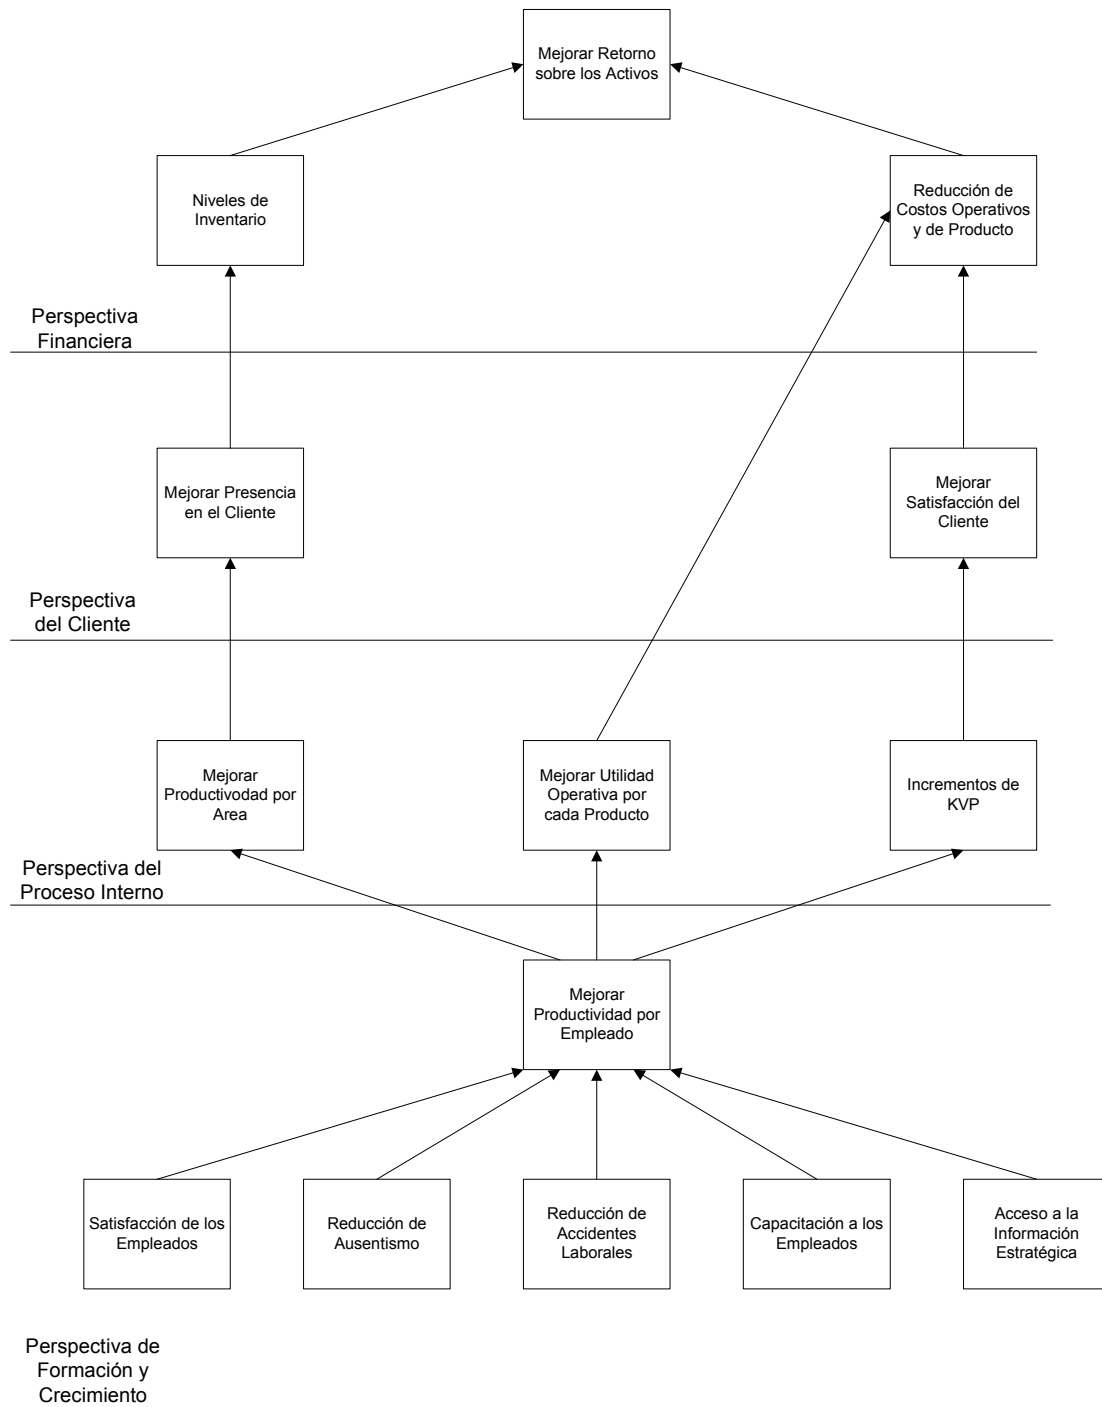 Mejorar Retorno
sobre los Activos
Niveles de
Inventario
Reducción de
Costos Operativos
y de Producto
Perspectiva
Financiera
Mejorar Presencia
en el Cliente
Mejorar
Satisfacción del
Cliente
Perspectiva
del Cliente
Mejorar
Productivodad por
Area
Mejorar Utilidad
Operativa por
cada Producto
Incrementos de
KVP
Perspectiva del
Proceso Interno
Mejorar
Productividad por
Empleado
Satisfacción de los
Empleados
Reducción de
Ausentismo
Reducción de
Accidentes
Laborales
Capacitación a los
Empleados
Acceso a la
Información
Estratégica
Perspectiva de
Formación y
Crecimiento